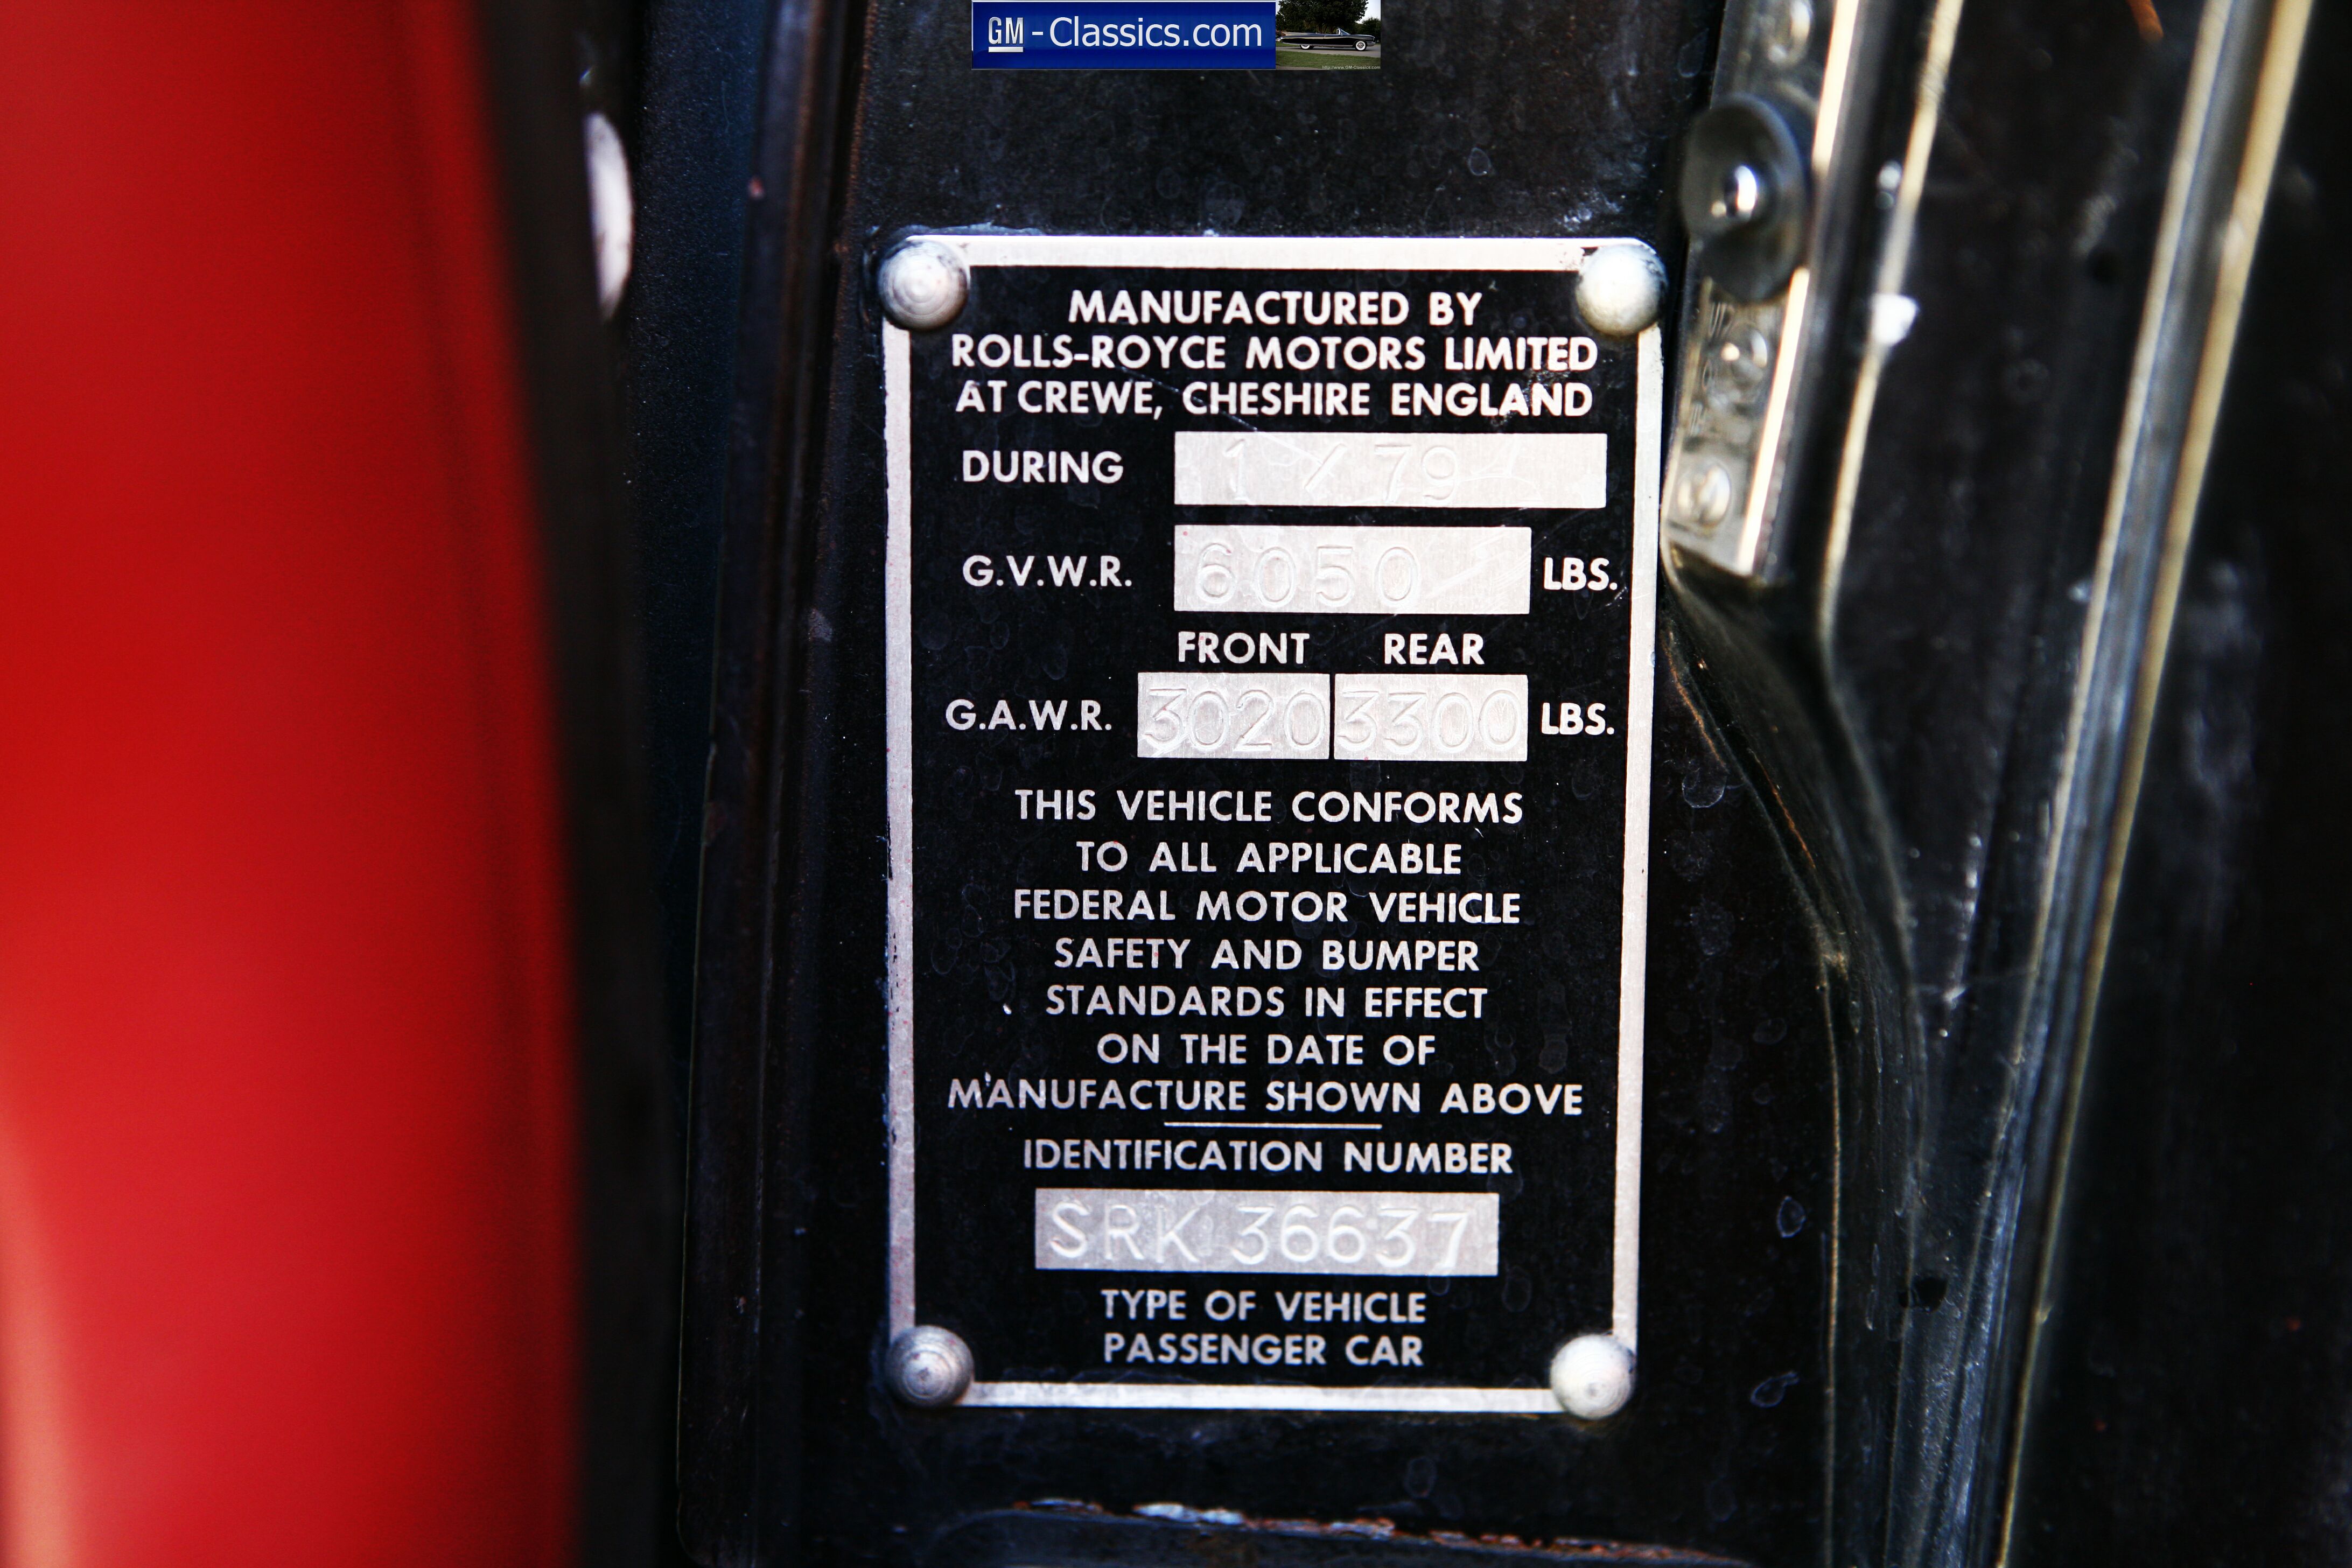 GM - Classics.com
MANUFACTURED BY
ROLLS-ROYCE MOTORS LIMITED
AT CREWE, CHESHIRE ENGLAND
DURING 1 / 79
G.V.W.R. 6050 LBS.
FRONT REAR
G.A.W.R. 3020 3300 LBS.
THIS VEHICLE CONFORMS
TO ALL APPLICABLE
FEDERAL MOTOR VEHICLE
SAFETY AND BUMPER
STANDARDS IN EFFECT
ON THE DATE OF
MANUFACTURE SHOWN ABOVE
IDENTIFICATION NUMBER
SRK 36637
TYPE OF VEHICLE
PASSENGER CAR